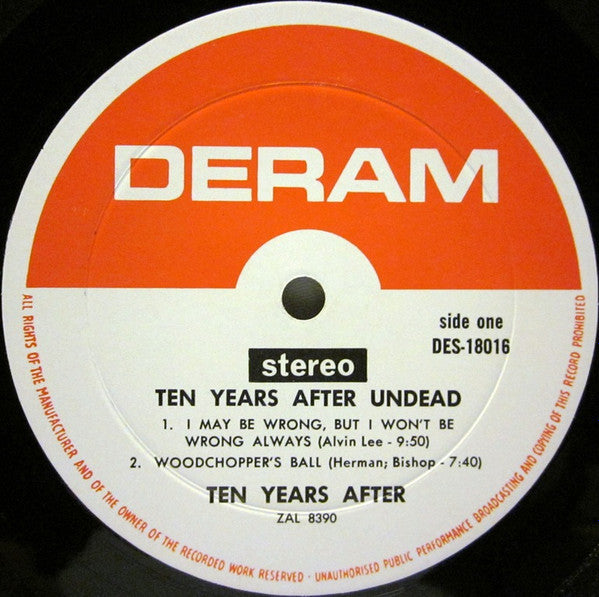 DERAM
side one
DES-18016
stereo
TEN YEARS AFTER UNDEAD
1. I MAY BE WRONG, BUT I WON'T BE
WRONG ALWAYS (Alvin Lee - 9:50)
2. WOODCHOPPER'S BALL (Herman; Bishop - 7:40)
TEN YEARS AFTER
ZAL 8390
ALL RIGHTS OF THE MANUFACTURER AND OF THE OWNER OF THE RECORDED WORK RESERVED · UNAUTHORISED PUBLIC PERFORMANCE BROADCASTING AND COPYING OF THIS RECORD PROHIBITED